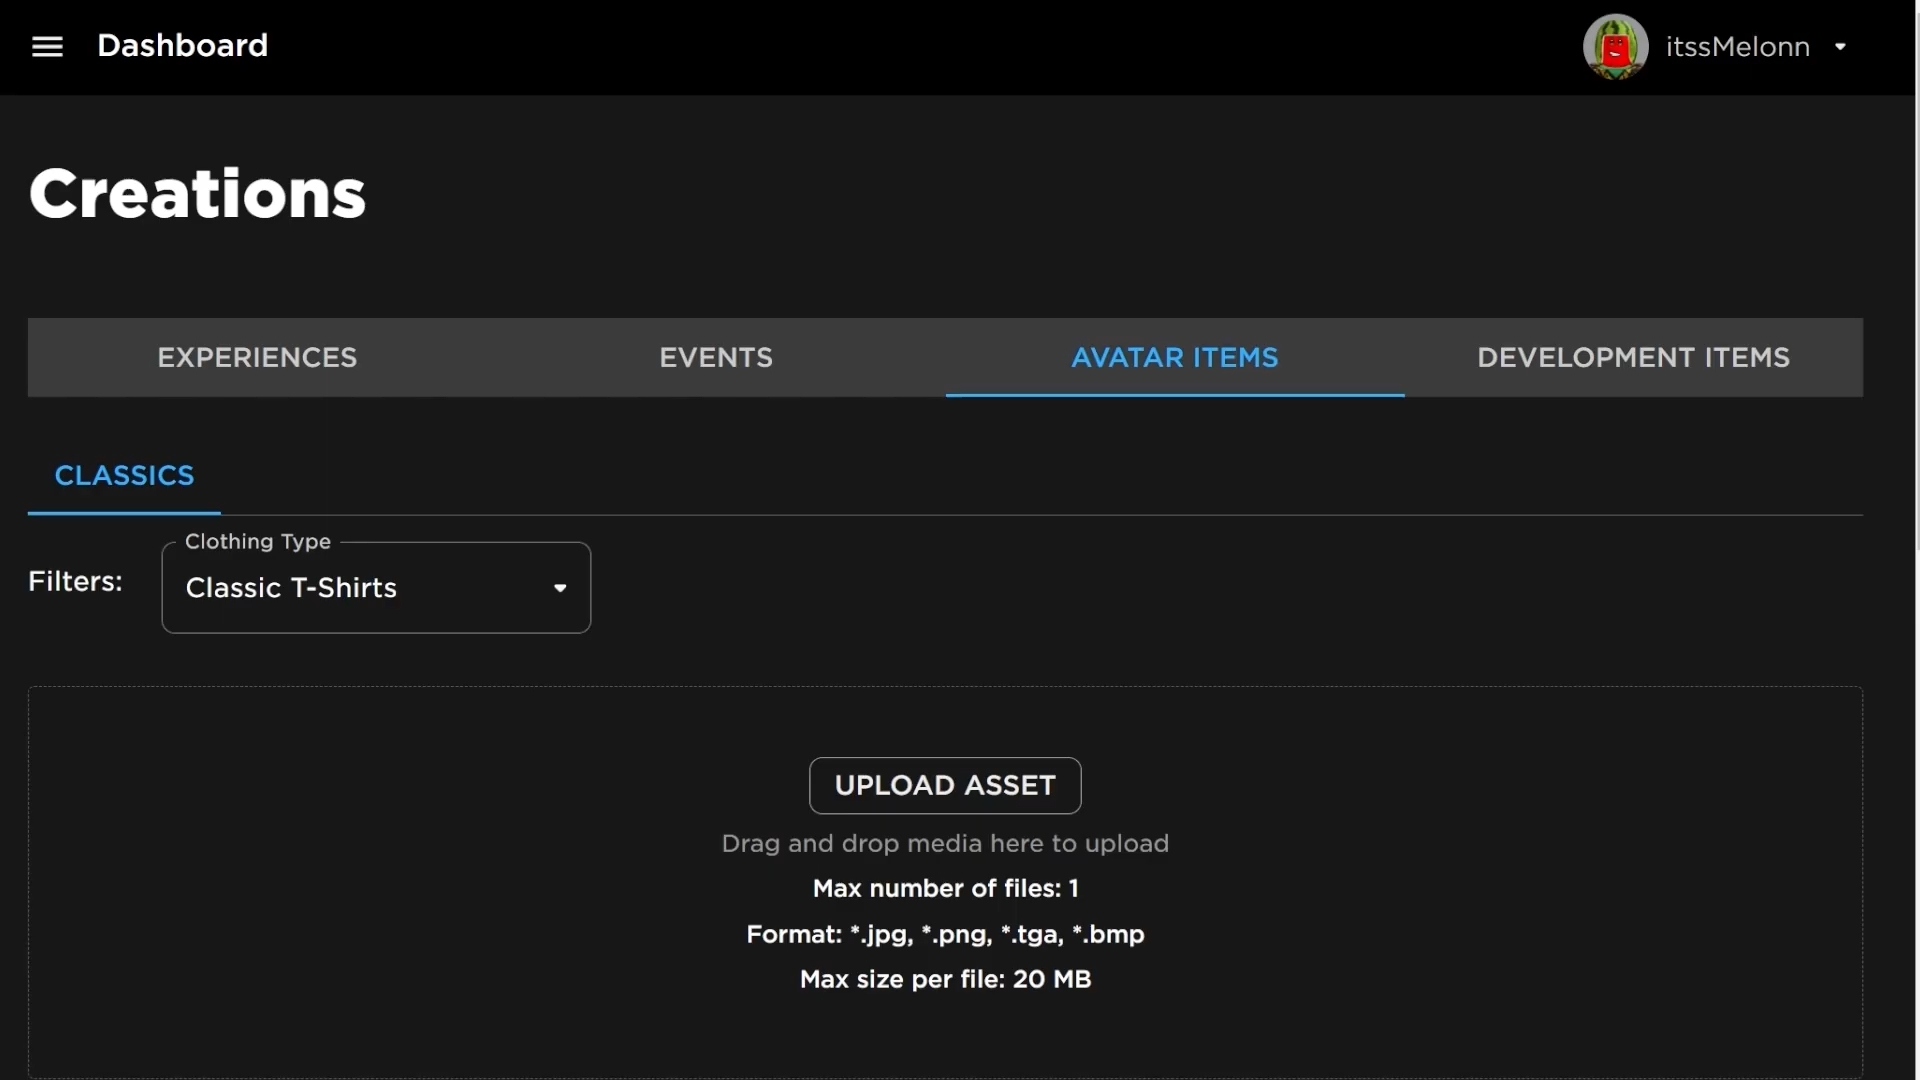 Dashboard
itssMelonn
Creations
EXPERIENCES
EVENTS
AVATAR ITEMS
DEVELOPMENT ITEMS
CLASSICS
Clothing Type
Filters:
Classic T-Shirts
UPLOAD ASSET
Drag and drop media here to upload
Max number of files: 1
Format: *.jpg, *.png, *.tga, *.bmp
Max size per file: 20 MB